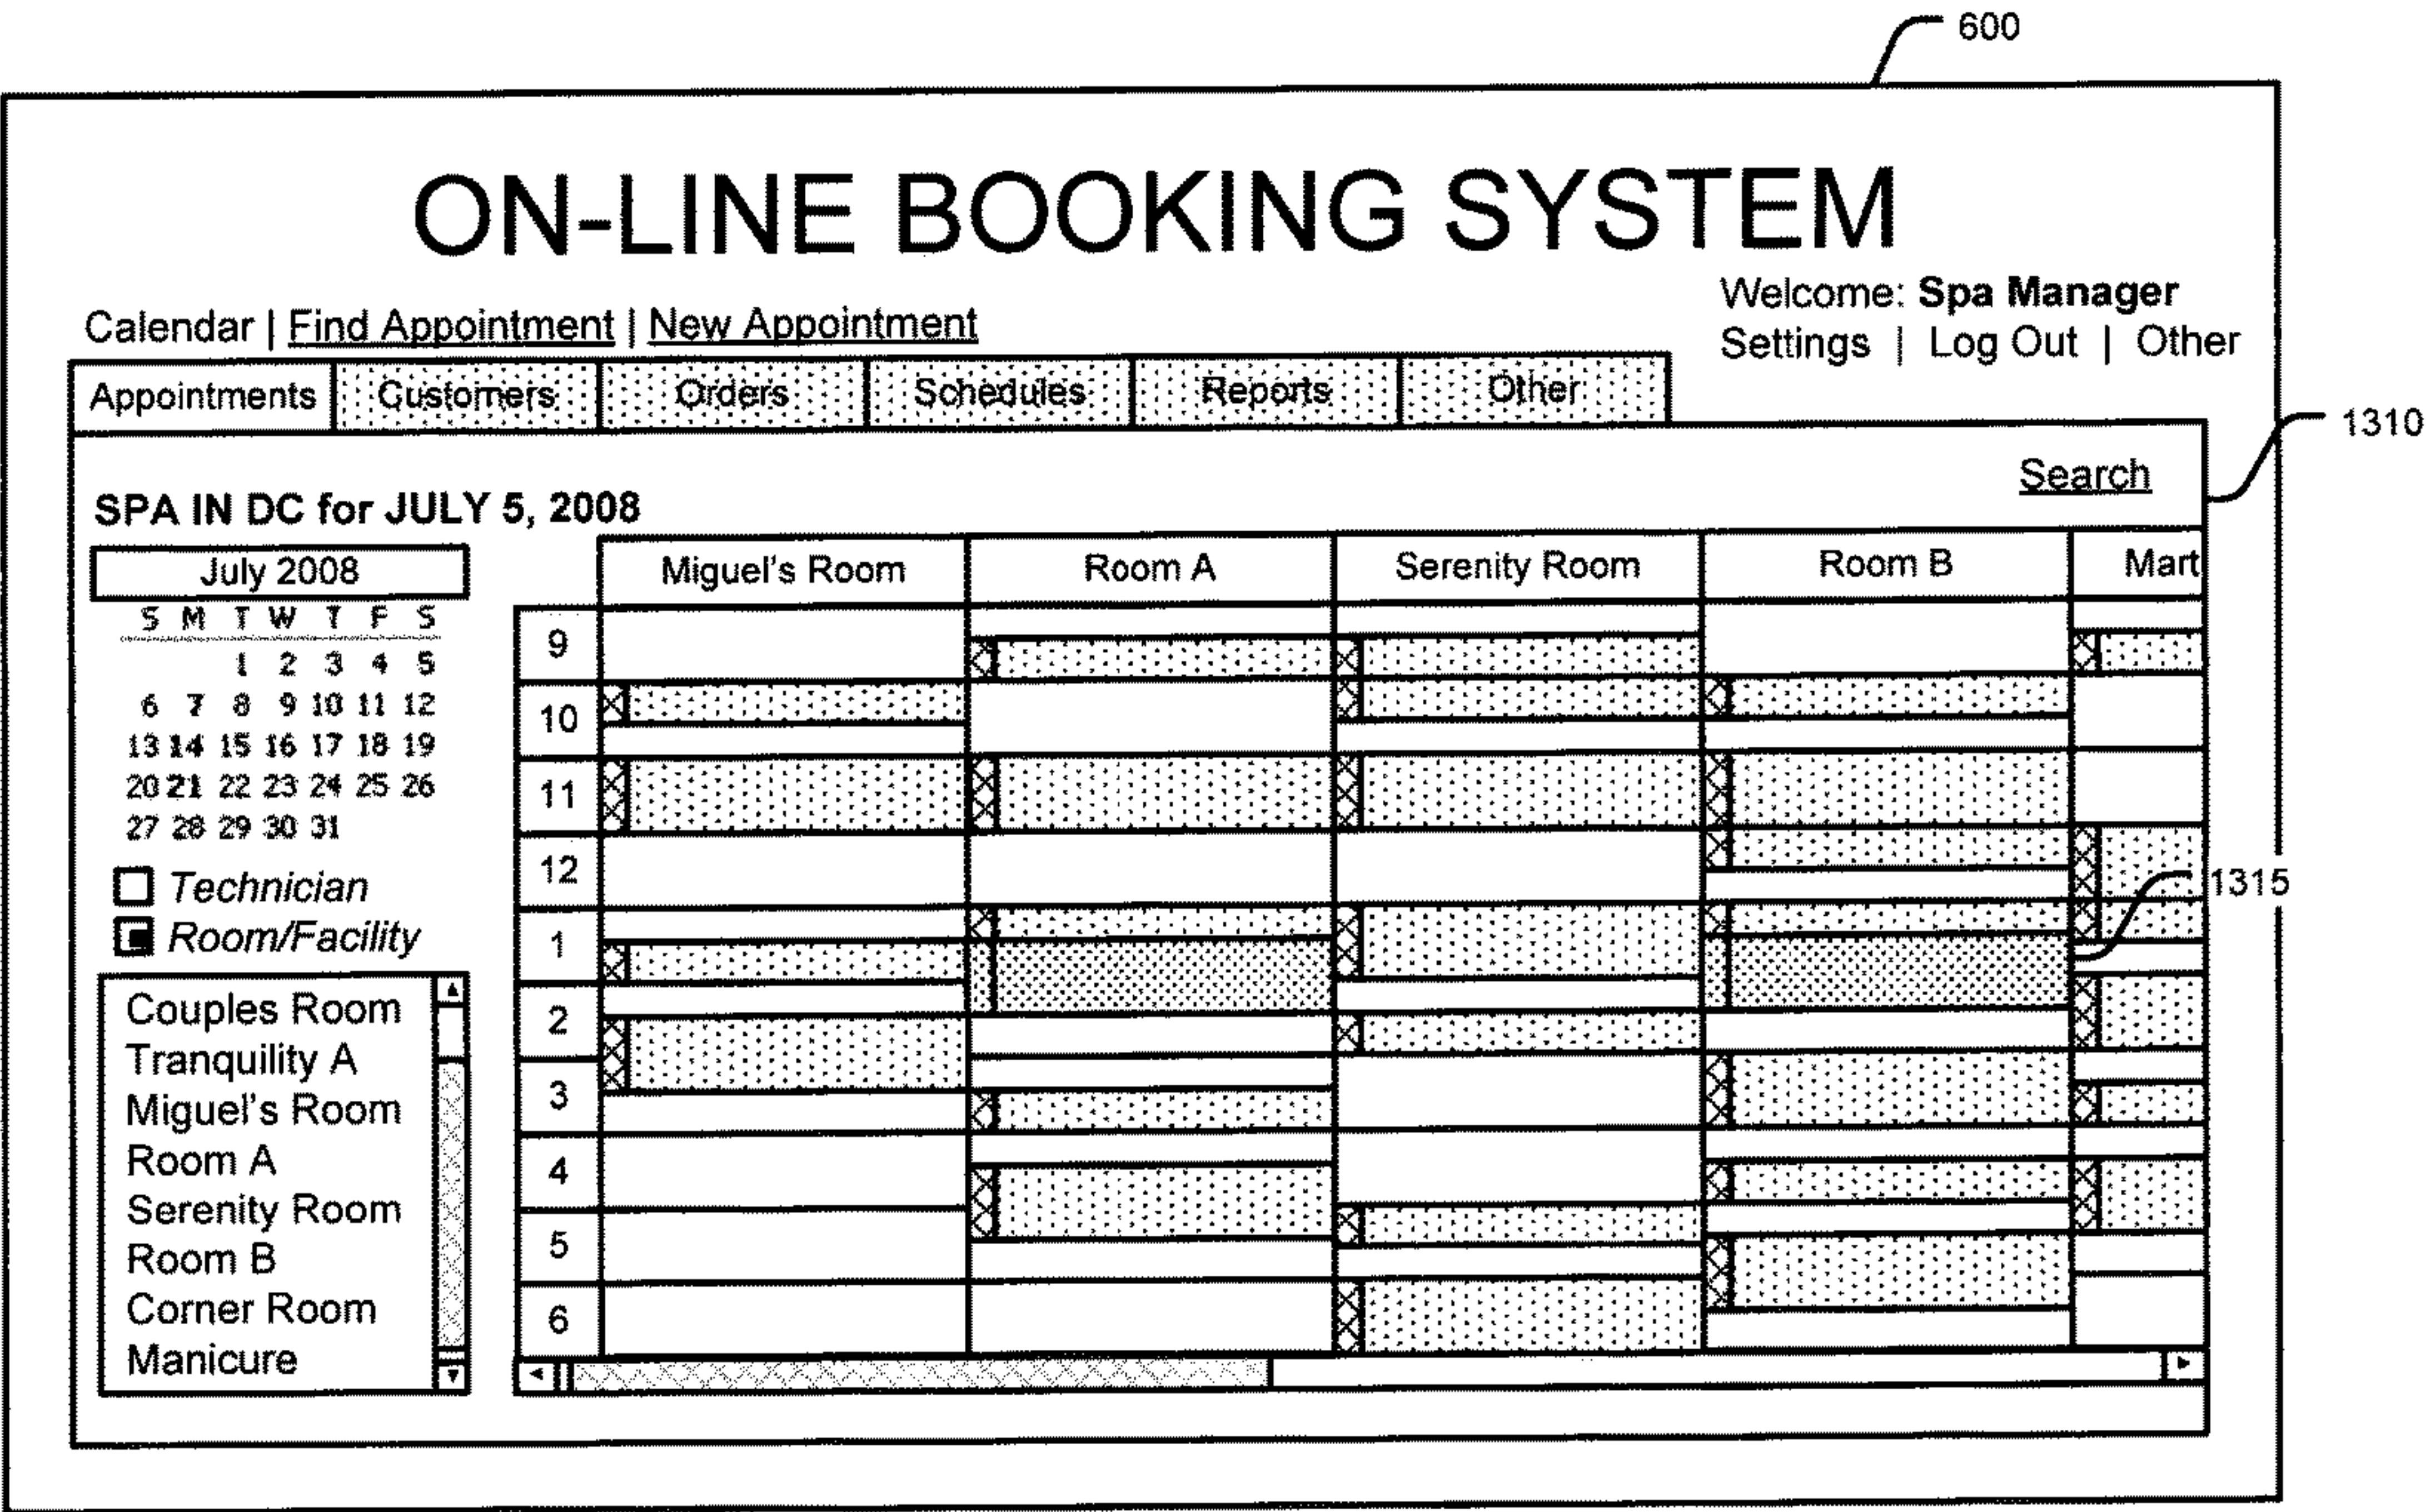 600
ON-LINE BOOKING SYSTEM
Welcome: Spa Manager
Calendar | Find Appointment | New Appointment
Settings | Log Out | Other
Appointments Customers Orders Schedules Reports Other
1310
Search
SPA IN DC for JULY 5, 2008
July 2008
Miguel's Room Room A Serenity Room Room B Mart
S M T W T F S
1 2 3 4 5
6 7 8 9 10 11 12
13 14 15 16 17 18 19
20 21 22 23 24 25 26
27 28 29 30 31
Technician
Room/Facility
Couples Room
Tranquility A
Miguel's Room
Room A
Serenity Room
Room B
Corner Room
Manicure
9
10
11
12
1
2
3
4
5
6
1315